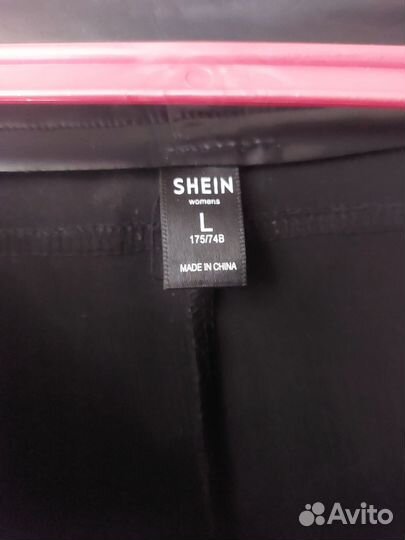 SHEIN
womens
L
175/74B
MADE IN CHINA
Avito